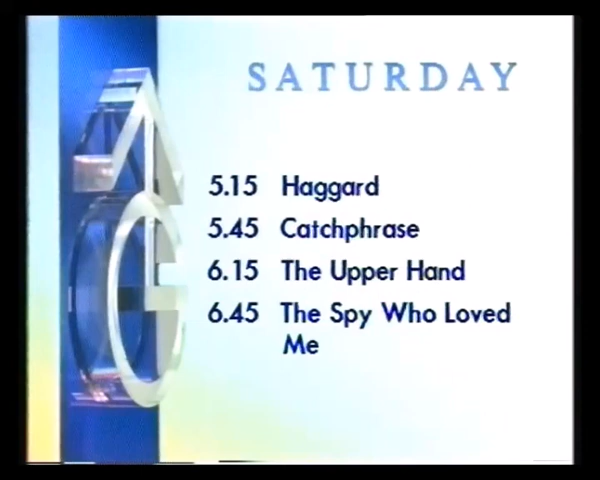 SATURDAY
5.15 Haggard
5.45 Catchphrase
6.15 The Upper Hand
6.45 The Spy Who Loved
Me